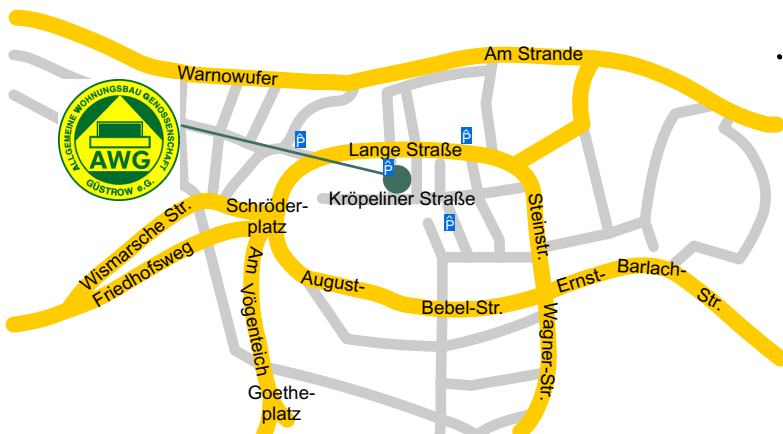 Am Strande
Warnowufer
ALLGEMEINE WOHNUNGSBAU GENOSSENSCHAFT
AWG
GÜSTROW e.G.
P
P
Lange Straße
P
Kröpeliner Straße
P
Wismarsche Str.
Schröder-
platz
Steinstr.
Friedhofsweg
Am Vögenteich
August-
Bebel-Str.
Ernst-
Barlach-
Str.
Wagner-Str.
Goethe-
platz